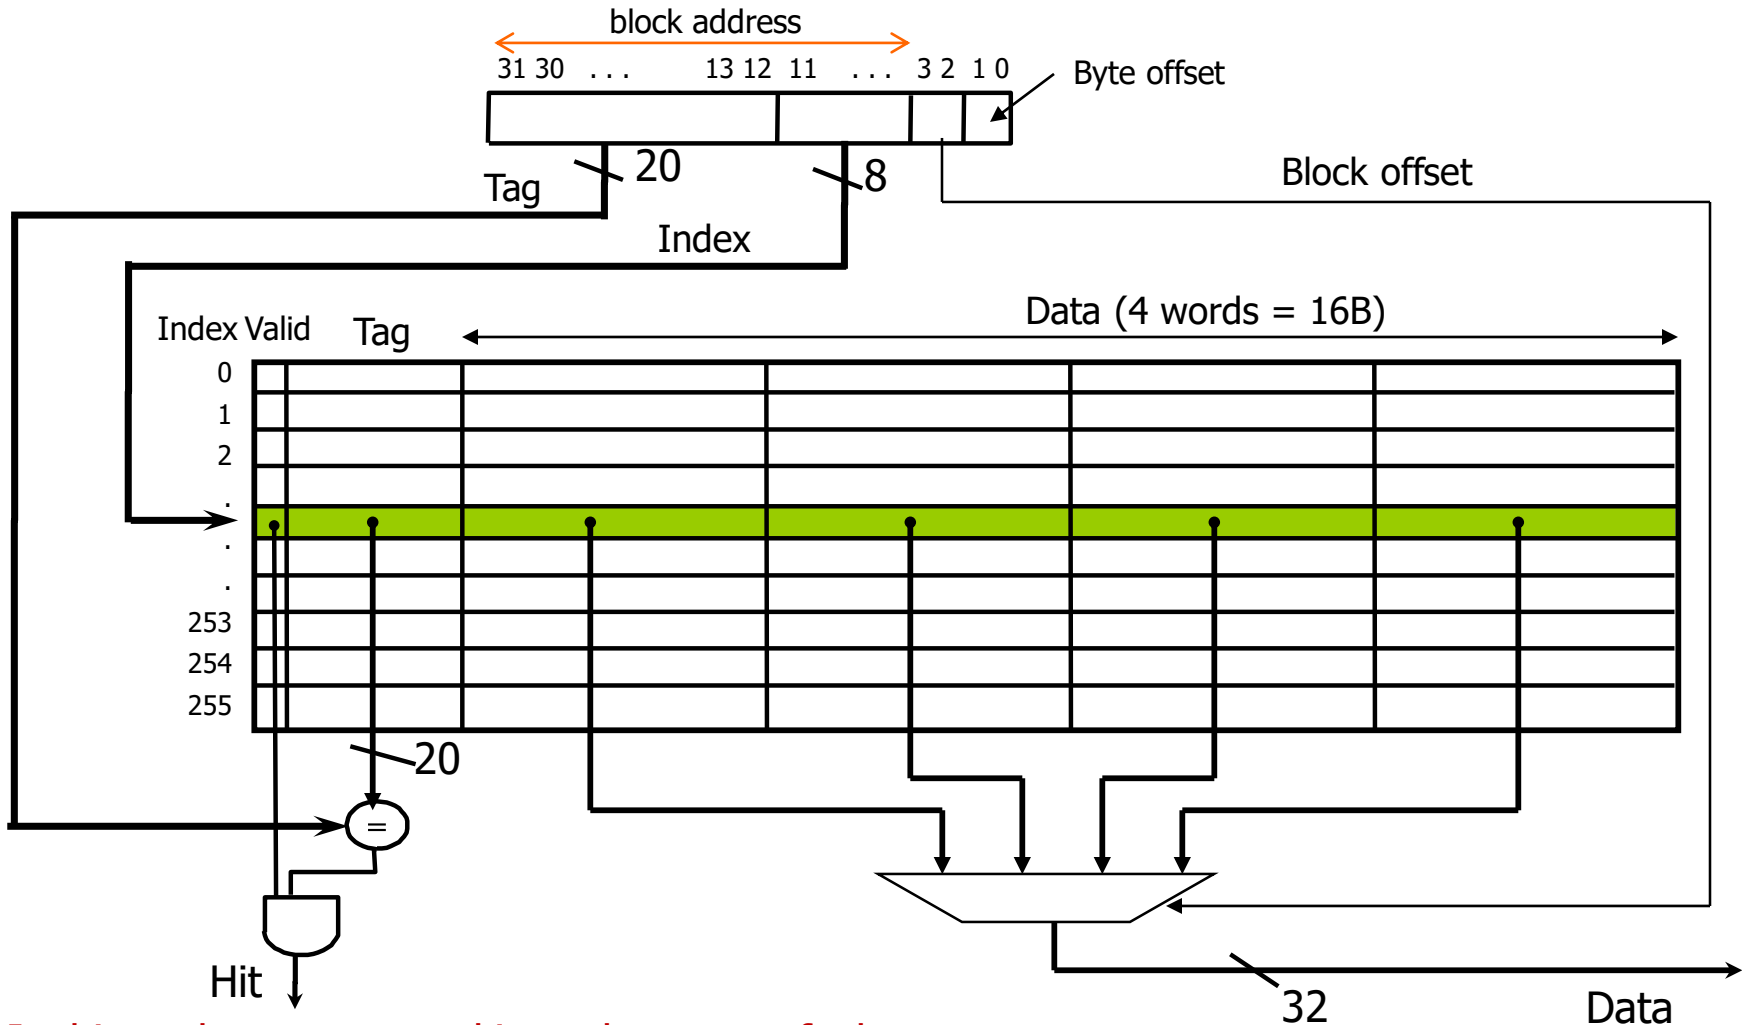 block address
31 30 . . . 13 12 11 . . . 3 2 1 0
Byte offset
20
8
Tag
Block offset
Index
Data (4 words = 16B)
Index Valid Tag
0
1
2
.
.
.
253
254
255
20
=
Hit
32
Data